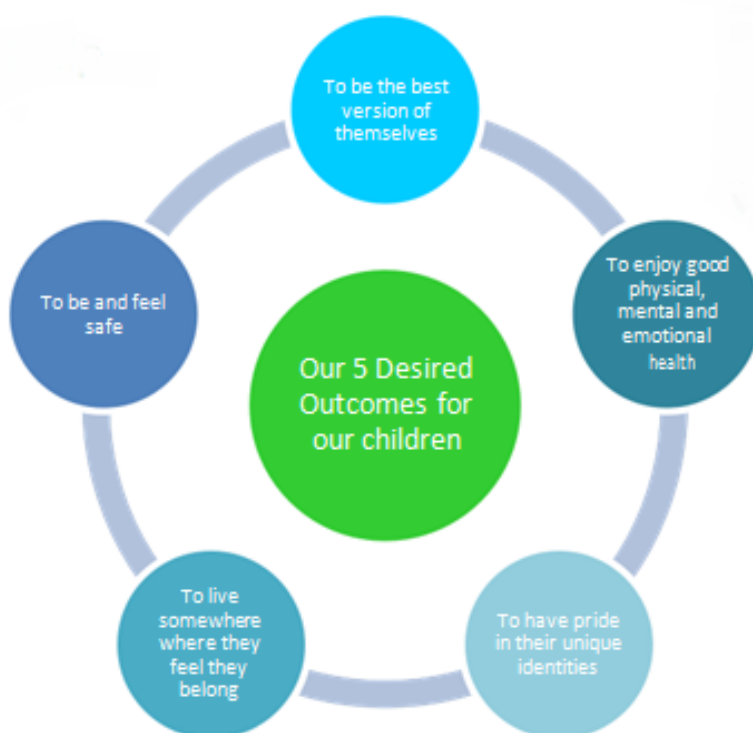 To be the best
version of
themselves
To enjoy good
physical,
mental and
emotional
health
To have pride
in their unique
identities
To live
somewhere
where they
feel they
belong
To be and feel
safe
Our 5 Desired
Outcomes for
our children